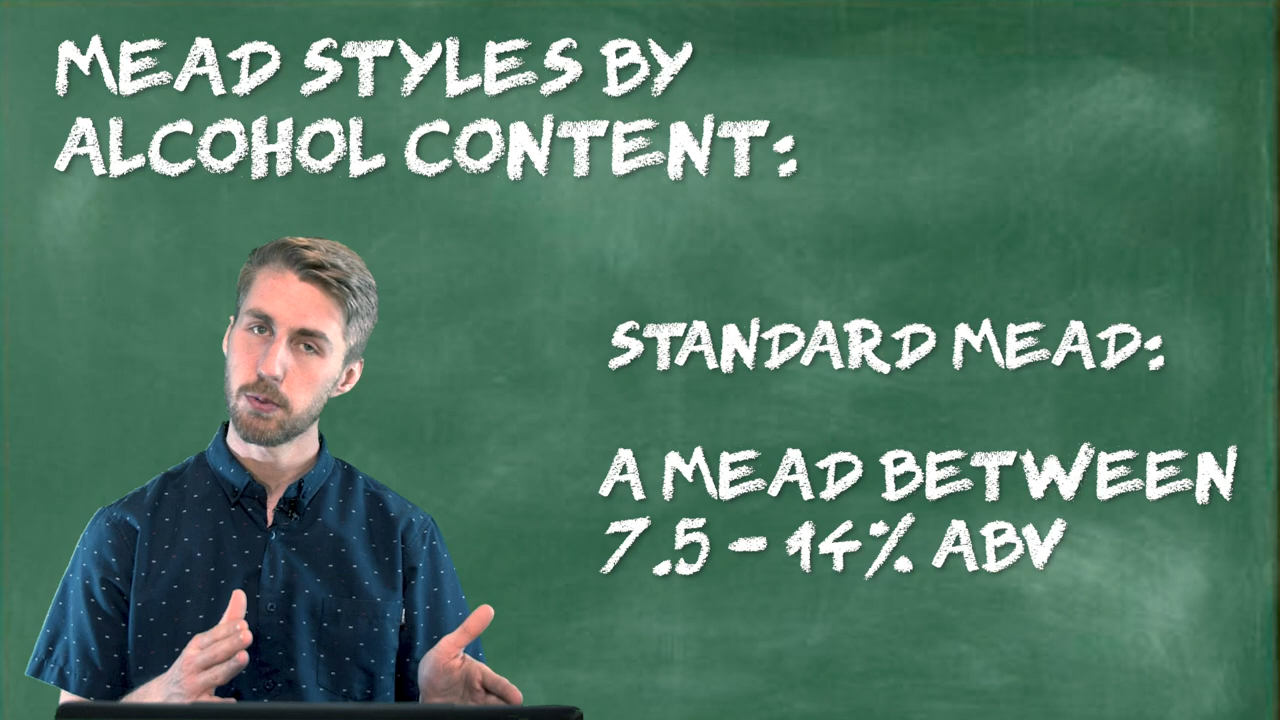 MEAD STYLES BY
ALCOHOL CONTENT:
STANDARD MEAD:
A MEAD BETWEEN
7.5 - 14% ABV